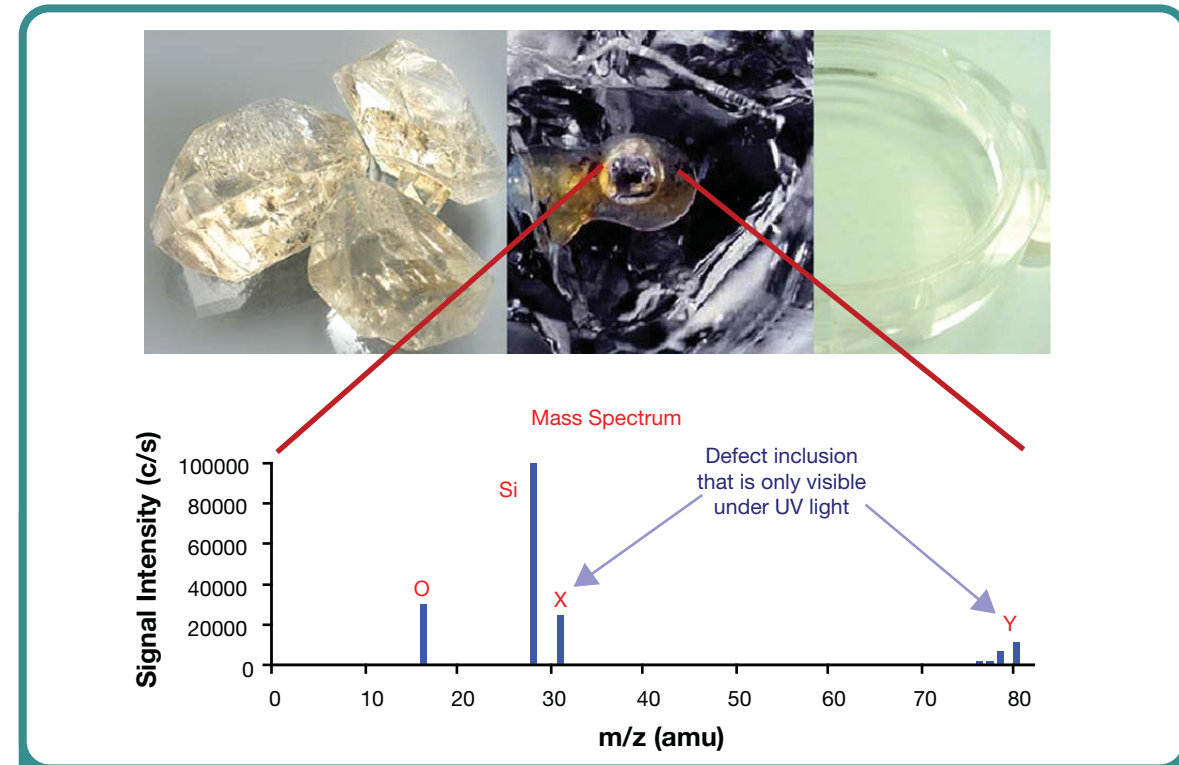 Mass Spectrum
Defect inclusion
that is only visible
under UV light
Signal Intensity (c/s)
100000
80000
60000
40000
20000
0
Si
O
X
Y
0 10 20 30 40 50 60 70 80
m/z (amu)